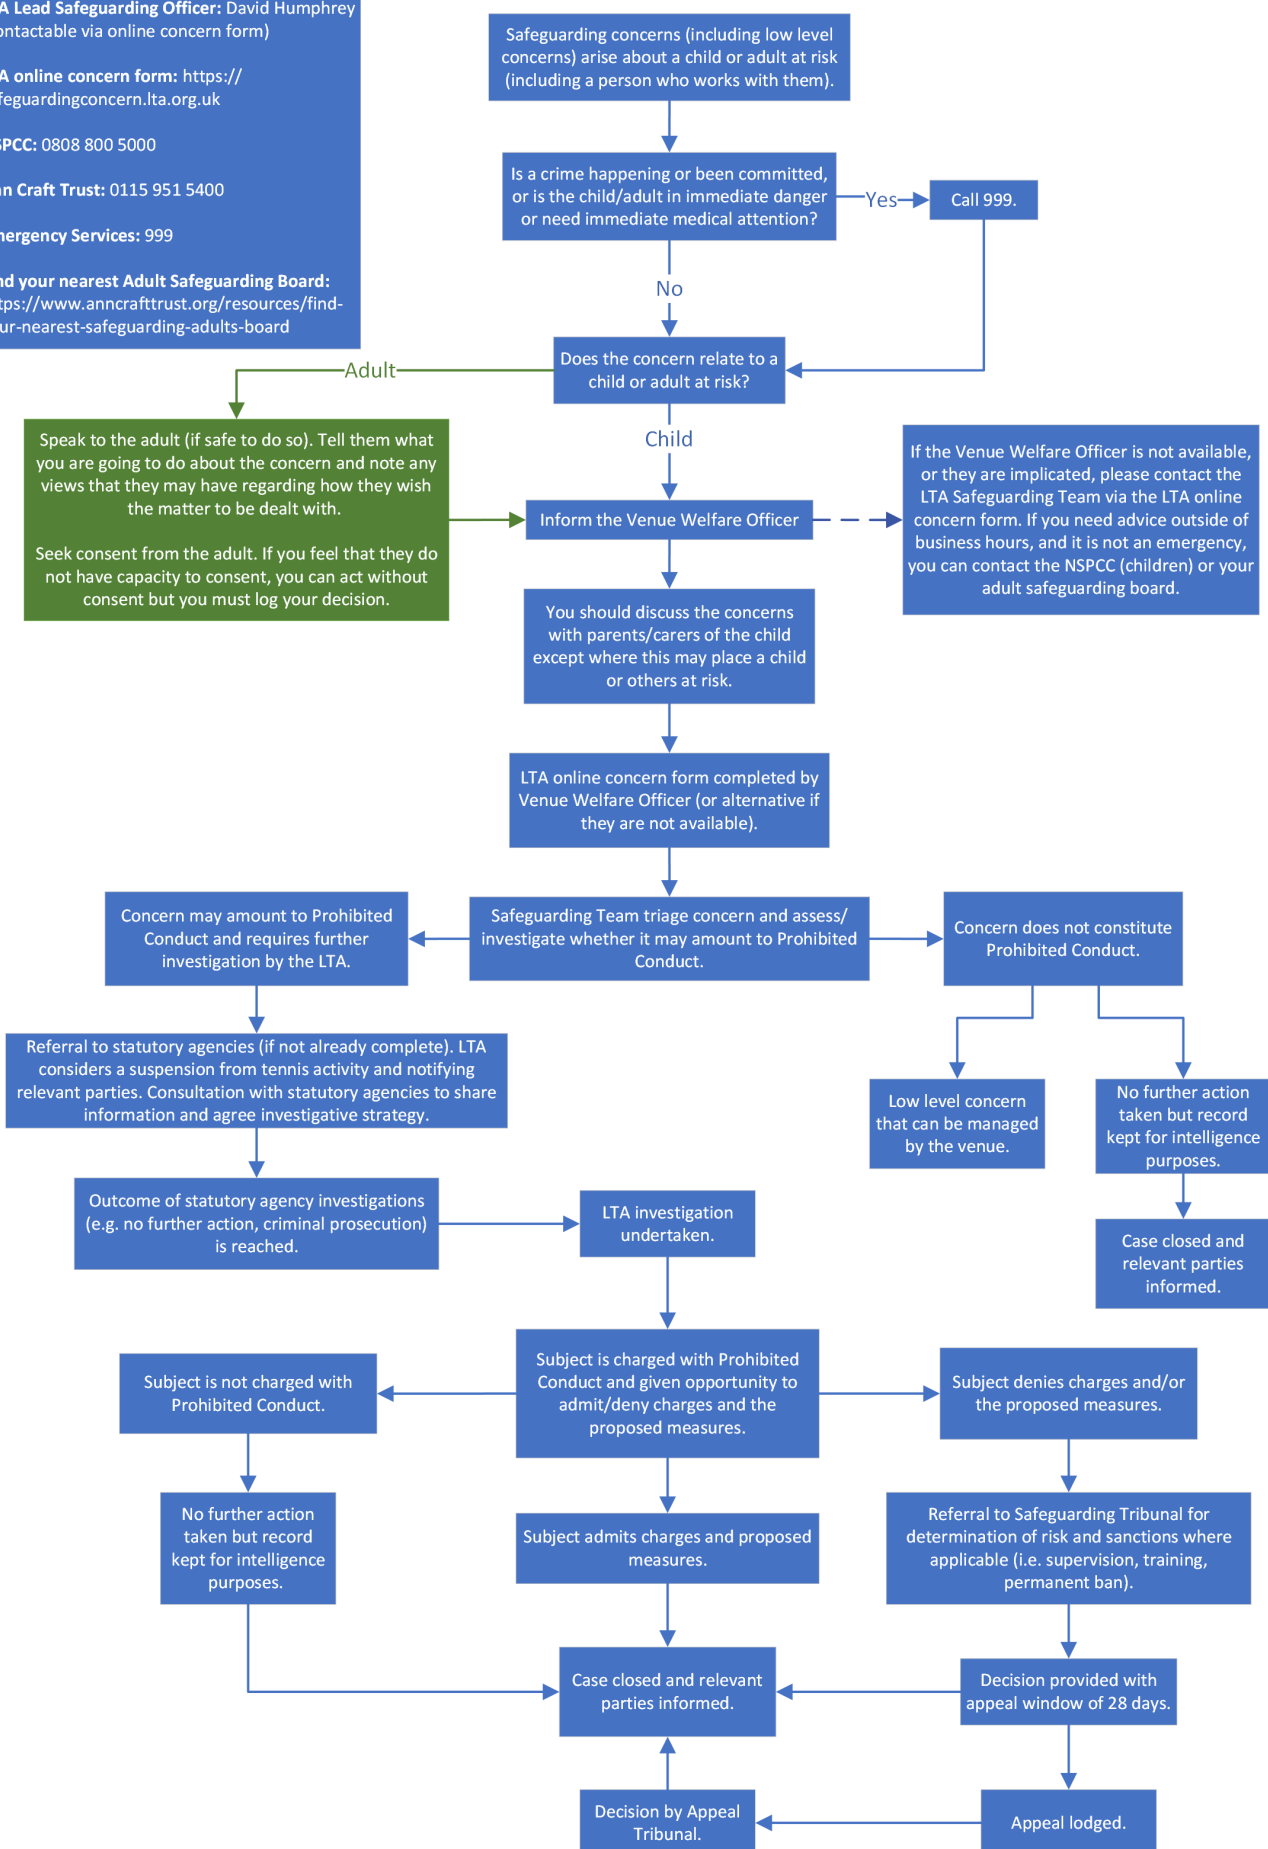 Lead Safeguarding Officer: David Humphrey
via online concern form)
online concern form: https://
0808 800 5000
Craft Trust: 0115 951 5400
Services: 999
your nearest Adult Safeguarding Board:
Safeguarding concerns (including low level
concerns) arise about a child or adult at risk
(including a person who works with them).
Is a crime happening or been committed,
or is the child/adult in immediate danger
or need immediate medical attention?
Yes
Call 999.
No
Does the concern relate to a
child or adult at risk?
Adult
Child
Speak to the adult (if safe to do so). Tell them what
you are going to do about the concern and note any
views that they may have regarding how they wish
the matter to be dealt with.
Seek consent from the adult. If you feel that they do
not have capacity to consent, you can act without
consent but you must log your decision.
Inform the Venue Welfare Officer
If the Venue Welfare Officer is not available,
or they are implicated, please contact the
LTA Safeguarding Team via the LTA online
concern form. If you need advice outside of
business hours, and it is not an emergency,
you can contact the NSPCC (children) or your
adult safeguarding board.
You should discuss the concerns
with parents/carers of the child
except where this may place a child
or others at risk.
LTA online concern form completed by
Venue Welfare Officer (or alternative if
they are not available).
Concern may amount to Prohibited
Conduct and requires further
investigation by the LTA.
Safeguarding Team triage concern and assess/
investigate whether it may amount to Prohibited
Conduct.
Concern does not constitute
Prohibited Conduct.
Referral to statutory agencies (if not already complete). LTA
considers a suspension from tennis activity and notifying
relevant parties. Consultation with statutory agencies to share
information and agree investigative strategy.
Low level concern
that can be managed
by the venue.
No further action
taken but record
kept for intelligence
purposes.
Outcome of statutory agency investigations
(e.g. no further action, criminal prosecution)
is reached.
LTA investigation
undertaken.
Case closed and
relevant parties
informed.
Subject is not charged with
Prohibited Conduct.
Subject is charged with Prohibited
Conduct and given opportunity to
admit/deny charges and the
proposed measures.
Subject denies charges and/or
the proposed measures.
No further action
taken but record
kept for intelligence
purposes.
Subject admits charges and proposed
measures.
Referral to Safeguarding Tribunal for
determination of risk and sanctions where
applicable (i.e. supervision, training,
permanent ban).
Case closed and relevant
parties informed.
Decision provided with
appeal window of 28 days.
Decision by Appeal
Tribunal.
Appeal lodged.